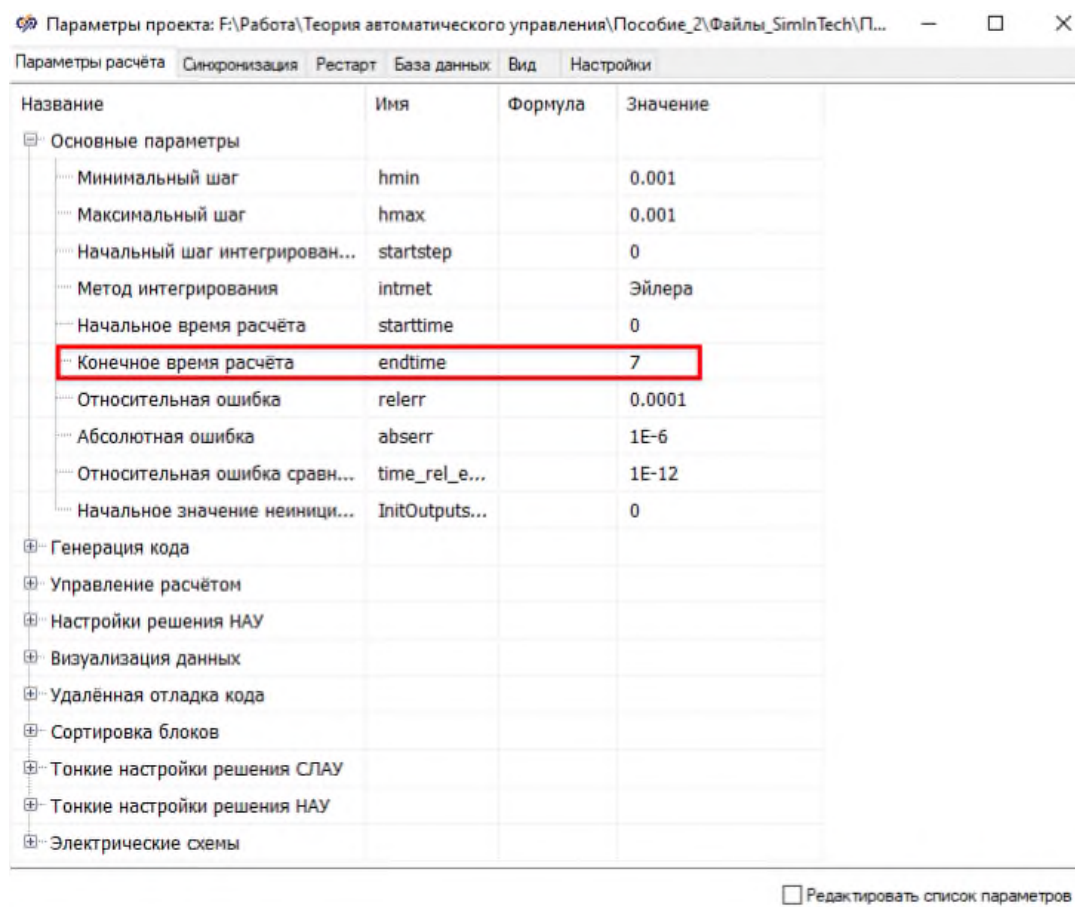 Параметры проекта: F:\Работа\Теория автоматического управления\Пособие_2\Файлы_SimInTech\П...
Параметры расчёта Синхронизация Рестарт База данных Вид Настройки
Название Имя Формула Значение
Основные параметры
Минимальный шаг hmin 0.001
Максимальный шаг hmax 0.001
Начальный шаг интегрирован... startstep 0
Метод интегрирования intmet Эйлера
Начальное время расчёта starttime 0
Конечное время расчёта endtime 7
Относительная ошибка relerr 0.0001
Абсолютная ошибка abserr 1E-6
Относительная ошибка сравн... time_rel_e... 1E-12
Начальное значение неиници... InitOutputs... 0
Генерация кода
Управление расчётом
Настройки решения НАУ
Визуализация данных
Удалённая отладка кода
Сортировка блоков
Тонкие настройки решения СЛАУ
Тонкие настройки решения НАУ
Электрические схемы
Редактировать список параметров